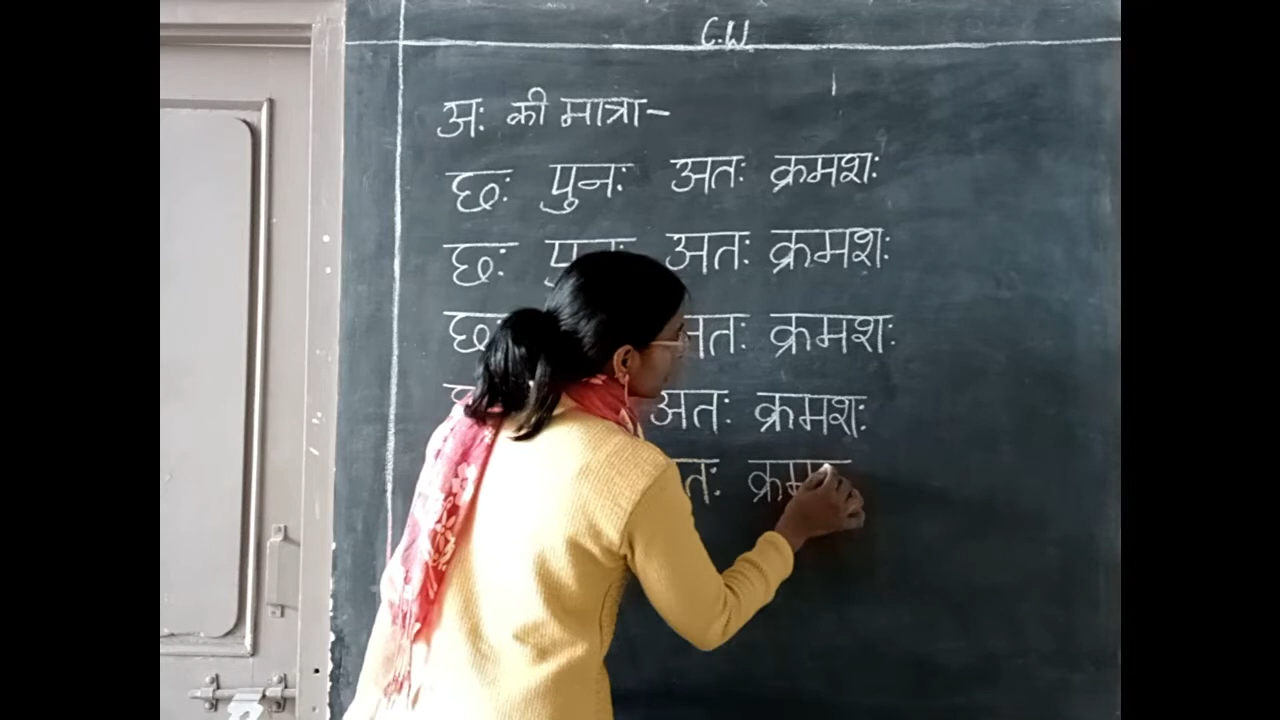 C.W.
अः की मात्रा-
छः पुनः अतः क्रमशः
छः पुनः अतः क्रमशः
छः अतः क्रमशः
अतः क्रमशः